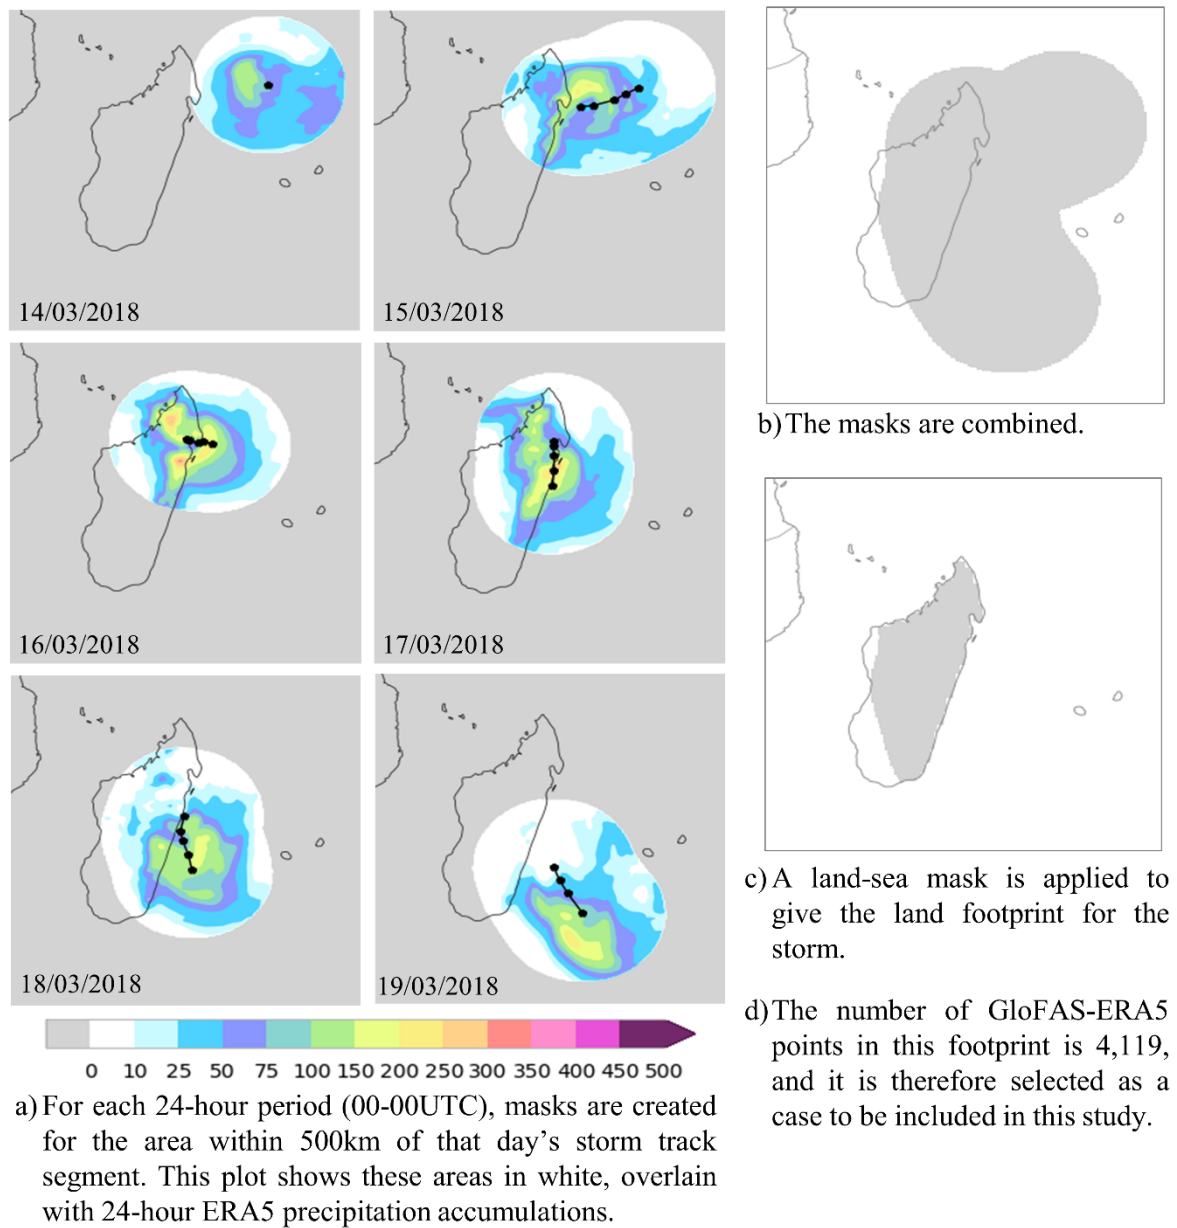 14/03/2018
15/03/2018
16/03/2018
17/03/2018
18/03/2018
19/03/2018
0 10 25 50 75 100 150 200 250 300 350 400 450 500
a) For each 24-hour period (00-00UTC), masks are created
for the area within 500km of that day's storm track
segment. This plot shows these areas in white, overlain
with 24-hour ERA5 precipitation accumulations.
b) The masks are combined.
c) A land-sea mask is applied to
give the land footprint for the
storm.
d) The number of GloFAS-ERA5
points in this footprint is 4,119,
and it is therefore selected as a
case to be included in this study.